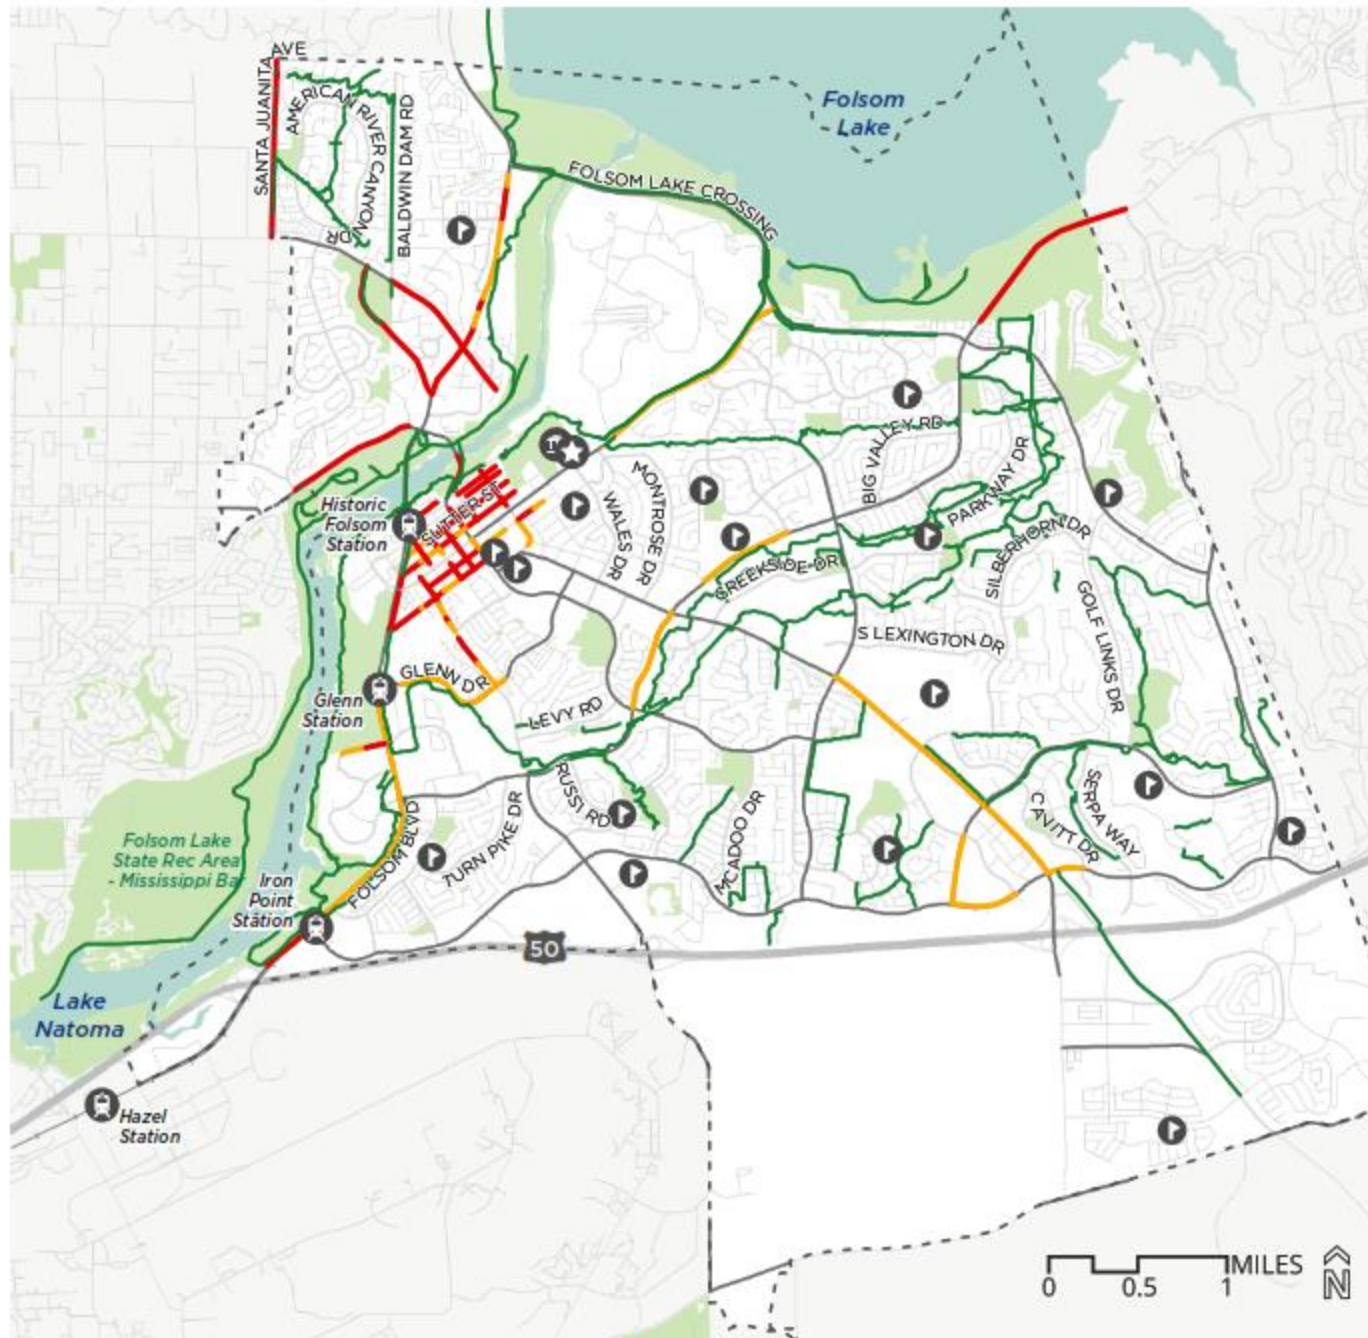 AVE
SANTA JUANITA
AMERICAN RIVER CANYON
DR
BALDWIN DAM RD
Folsom
Lake
FOLSOM LAKE CROSSING
BIG VALLEY RD
PARKWAY DR
MONTROSE DR
WALES DR
Historic
Folsom
Station
SUTTER ST
CREEKSIDE DR
SILBERHORN DR
GOLF LINKS DR
S LEXINGTON DR
GLENN DR
Glenn
Station
LEVY RD
RUSSI RD
MCADOO DR
TURN PIKE DR
FOLSOM BLVD
CAVITT DR
SERPA WAY
Folsom Lake
State Rec Area
- Mississippi Bar
Iron
Point
Station
50
Lake
Natoma
Hazel
Station
MILES
0 0.5 1
N